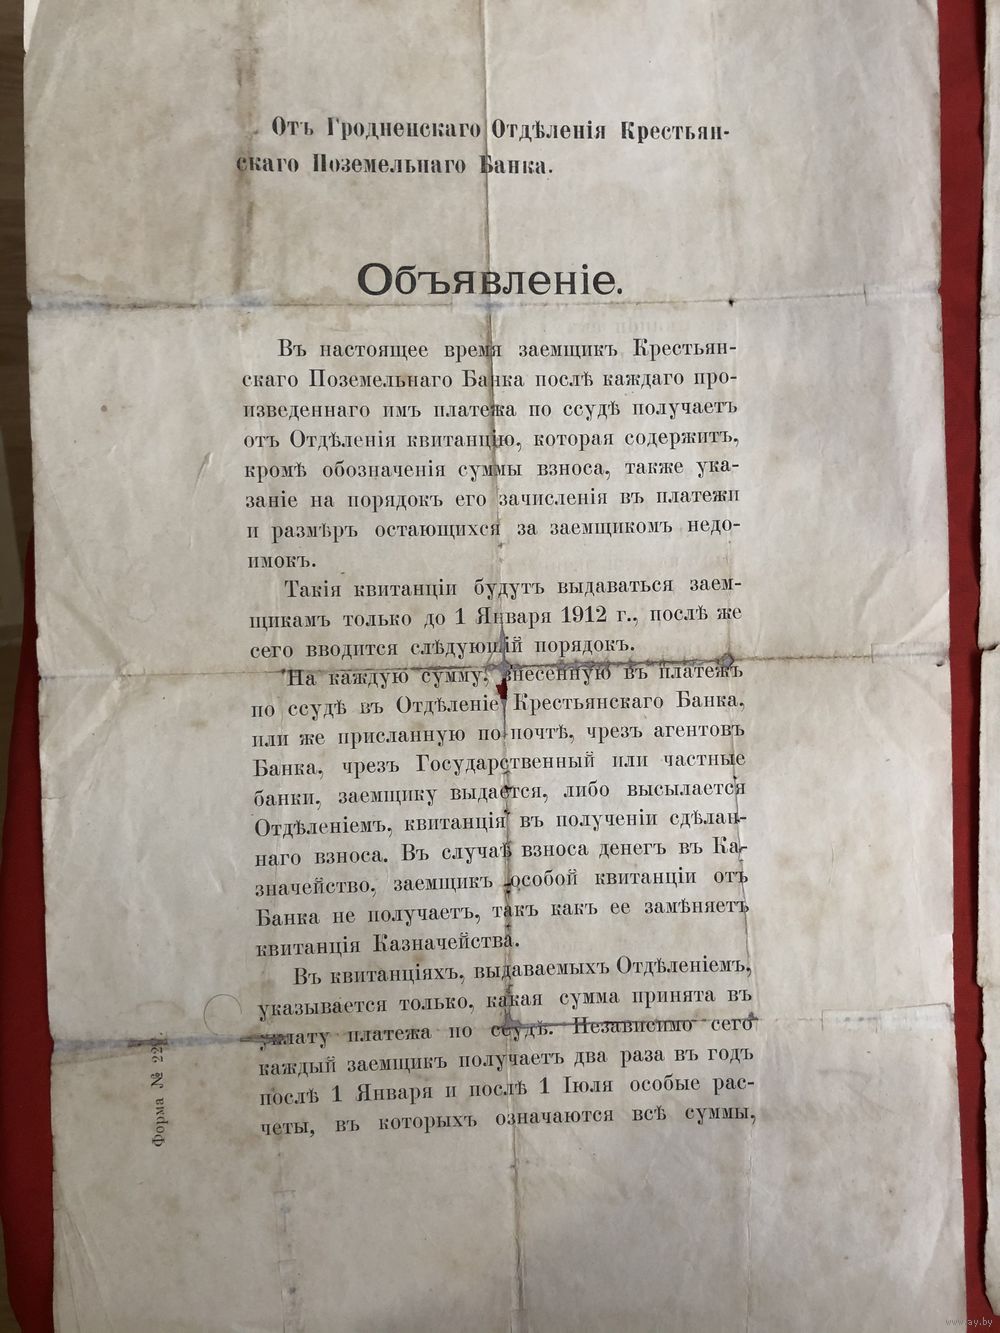 Отъ Гродненскаго Отдѣленія Крестьян-
скаго Поземельнаго Банка.
Объявленіе.
Въ настоящее время заемщикъ Крестьян-
скаго Поземельнаго Банка послѣ каждаго про-
изведеннаго имъ платежа по ссудѣ получаетъ
отъ Отдѣленія квитанцію, которая содержитъ,
кромѣ обозначенія суммы взноса, также ука-
заніе на порядокъ его зачисленія въ платежи
и размѣръ остающихся за заемщикомъ недо-
имокъ.
Такія квитанціи будутъ выдаваться заем-
щикамъ только до 1 Января 1912 г., послѣ же
сего вводится слѣдующій порядокъ.
На каждую сумму, внесенную въ платежъ
по ссудѣ въ Отдѣленіе Крестьянскаго Банка,
или же присланную по почтѣ, чрезъ агентовъ
Банка, чрезъ Государственный или частные
банки, заемщику выдается, либо высылается
Отдѣленіемъ, квитанція въ полученіи сдѣлан-
наго взноса. Въ случаѣ взноса денегъ въ Ка-
значейство, заемщикъ особой квитанціи отъ
Банка не получаетъ, такъ какъ ее замѣняетъ
квитанція Казначейства.
Въ квитанціяхъ, выдаваемыхъ Отдѣленіемъ,
указывается только, какая сумма принята въ
уплату платежа по ссудѣ. Независимо сего
каждый заемщикъ получаетъ два раза въ годъ
послѣ 1 Января и послѣ 1 Іюля особые рас-
четы, въ которыхъ означаются всѣ суммы,
Форма №
www.ay.by